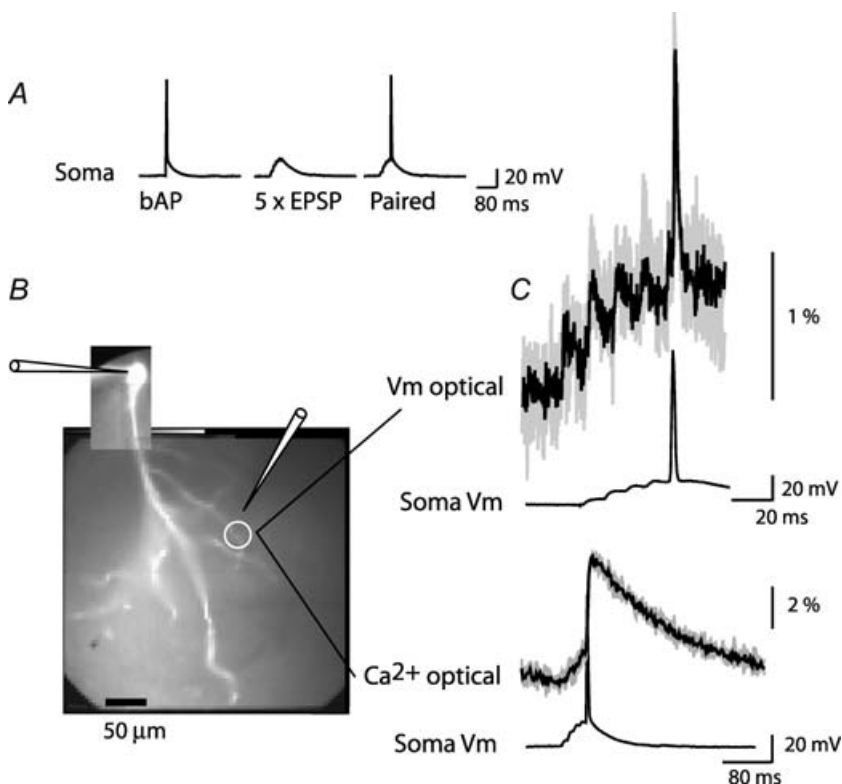 A
Soma
bAP
5 x EPSP
Paired
20 mV
80 ms
B
C
1 %
Vm optical
Soma Vm
20 mV
20 ms
2 %
Ca2+ optical
50 µm
Soma Vm
20 mV
80 ms